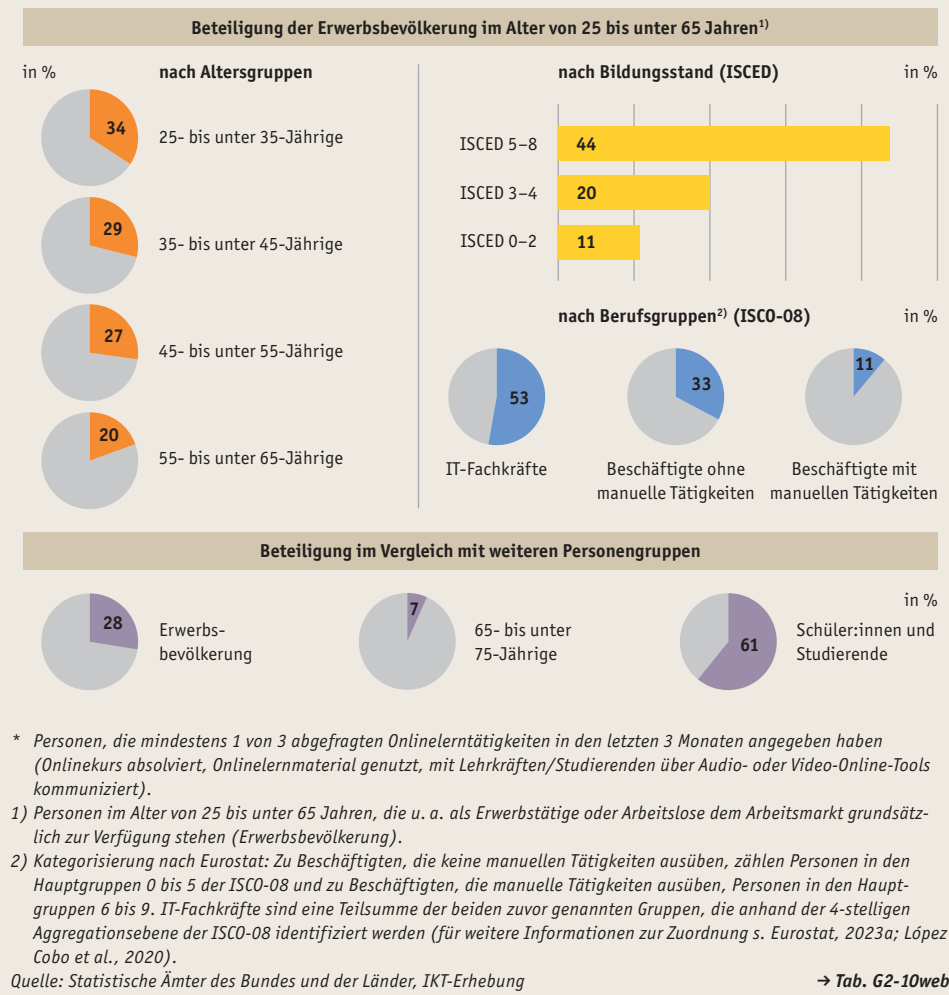 Beteiligung der Erwerbsbevölkerung im Alter von 25 bis unter 65 Jahren1)
in %
nach Altersgruppen
34
25- bis unter 35-Jährige
29
35- bis unter 45-Jährige
27
45- bis unter 55-Jährige
20
55- bis unter 65-Jährige
nach Bildungsstand (ISCED)
in %
ISCED 5–8
44
ISCED 3–4
20
ISCED 0–2
11
nach Berufsgruppen2) (ISCO-08)
in %
53
33
11
IT-Fachkräfte
Beschäftigte ohne
manuelle Tätigkeiten
Beschäftigte mit
manuellen Tätigkeiten
Beteiligung im Vergleich mit weiteren Personengruppen
in %
28
Erwerbs-
bevölkerung
7
65- bis unter
75-Jährige
61
Schüler:innen und
Studierende
* Personen, die mindestens 1 von 3 abgefragten Onlinelerntätigkeiten in den letzten 3 Monaten angegeben haben
(Onlinekurs absolviert, Onlinelernmaterial genutzt, mit Lehrkräften/Studierenden über Audio- oder Video-Online-Tools
kommuniziert).
1) Personen im Alter von 25 bis unter 65 Jahren, die u. a. als Erwerbstätige oder Arbeitslose dem Arbeitsmarkt grundsätz-
lich zur Verfügung stehen (Erwerbsbevölkerung).
2) Kategorisierung nach Eurostat: Zu Beschäftigten, die keine manuellen Tätigkeiten ausüben, zählen Personen in den
Hauptgruppen 0 bis 5 der ISCO-08 und zu Beschäftigten, die manuelle Tätigkeiten ausüben, Personen in den Haupt-
gruppen 6 bis 9. IT-Fachkräfte sind eine Teilsumme der beiden zuvor genannten Gruppen, die anhand der 4-stelligen
Aggregationsebene der ISCO-08 identifiziert werden (für weitere Informationen zur Zuordnung s. Eurostat, 2023a; López
Cobo et al., 2020).
Quelle: Statistische Ämter des Bundes und der Länder, IKT-Erhebung
→ Tab. G2-10web